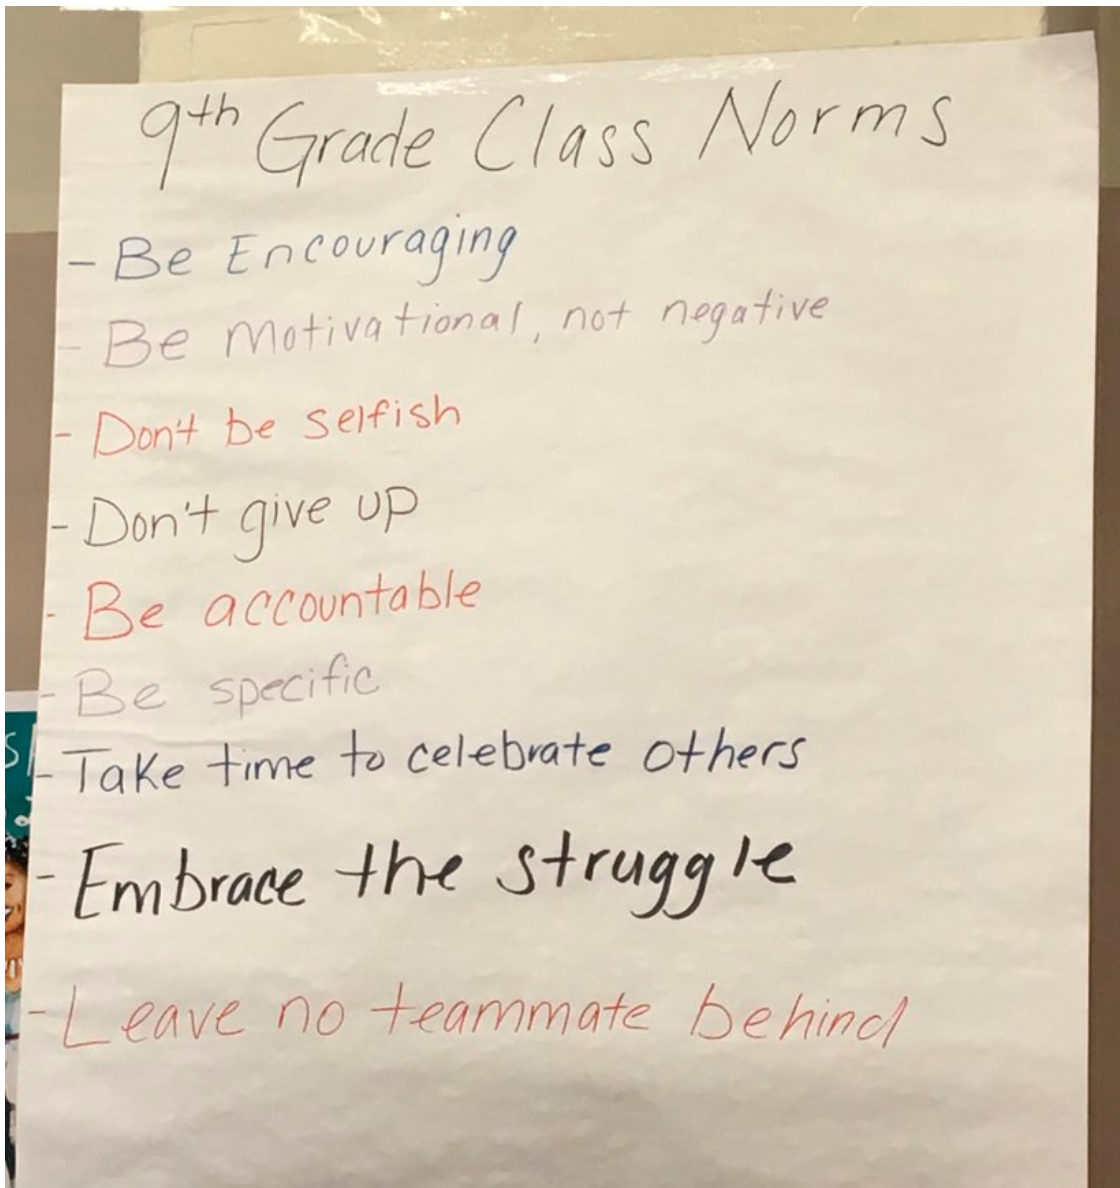 9th Grade Class Norms
- Be Encouraging
- Be motivational, not negative
- Don't be selfish
- Don't give up
- Be accountable
- Be specific
- Take time to celebrate others
- Embrace the struggle
- Leave no teammate behind